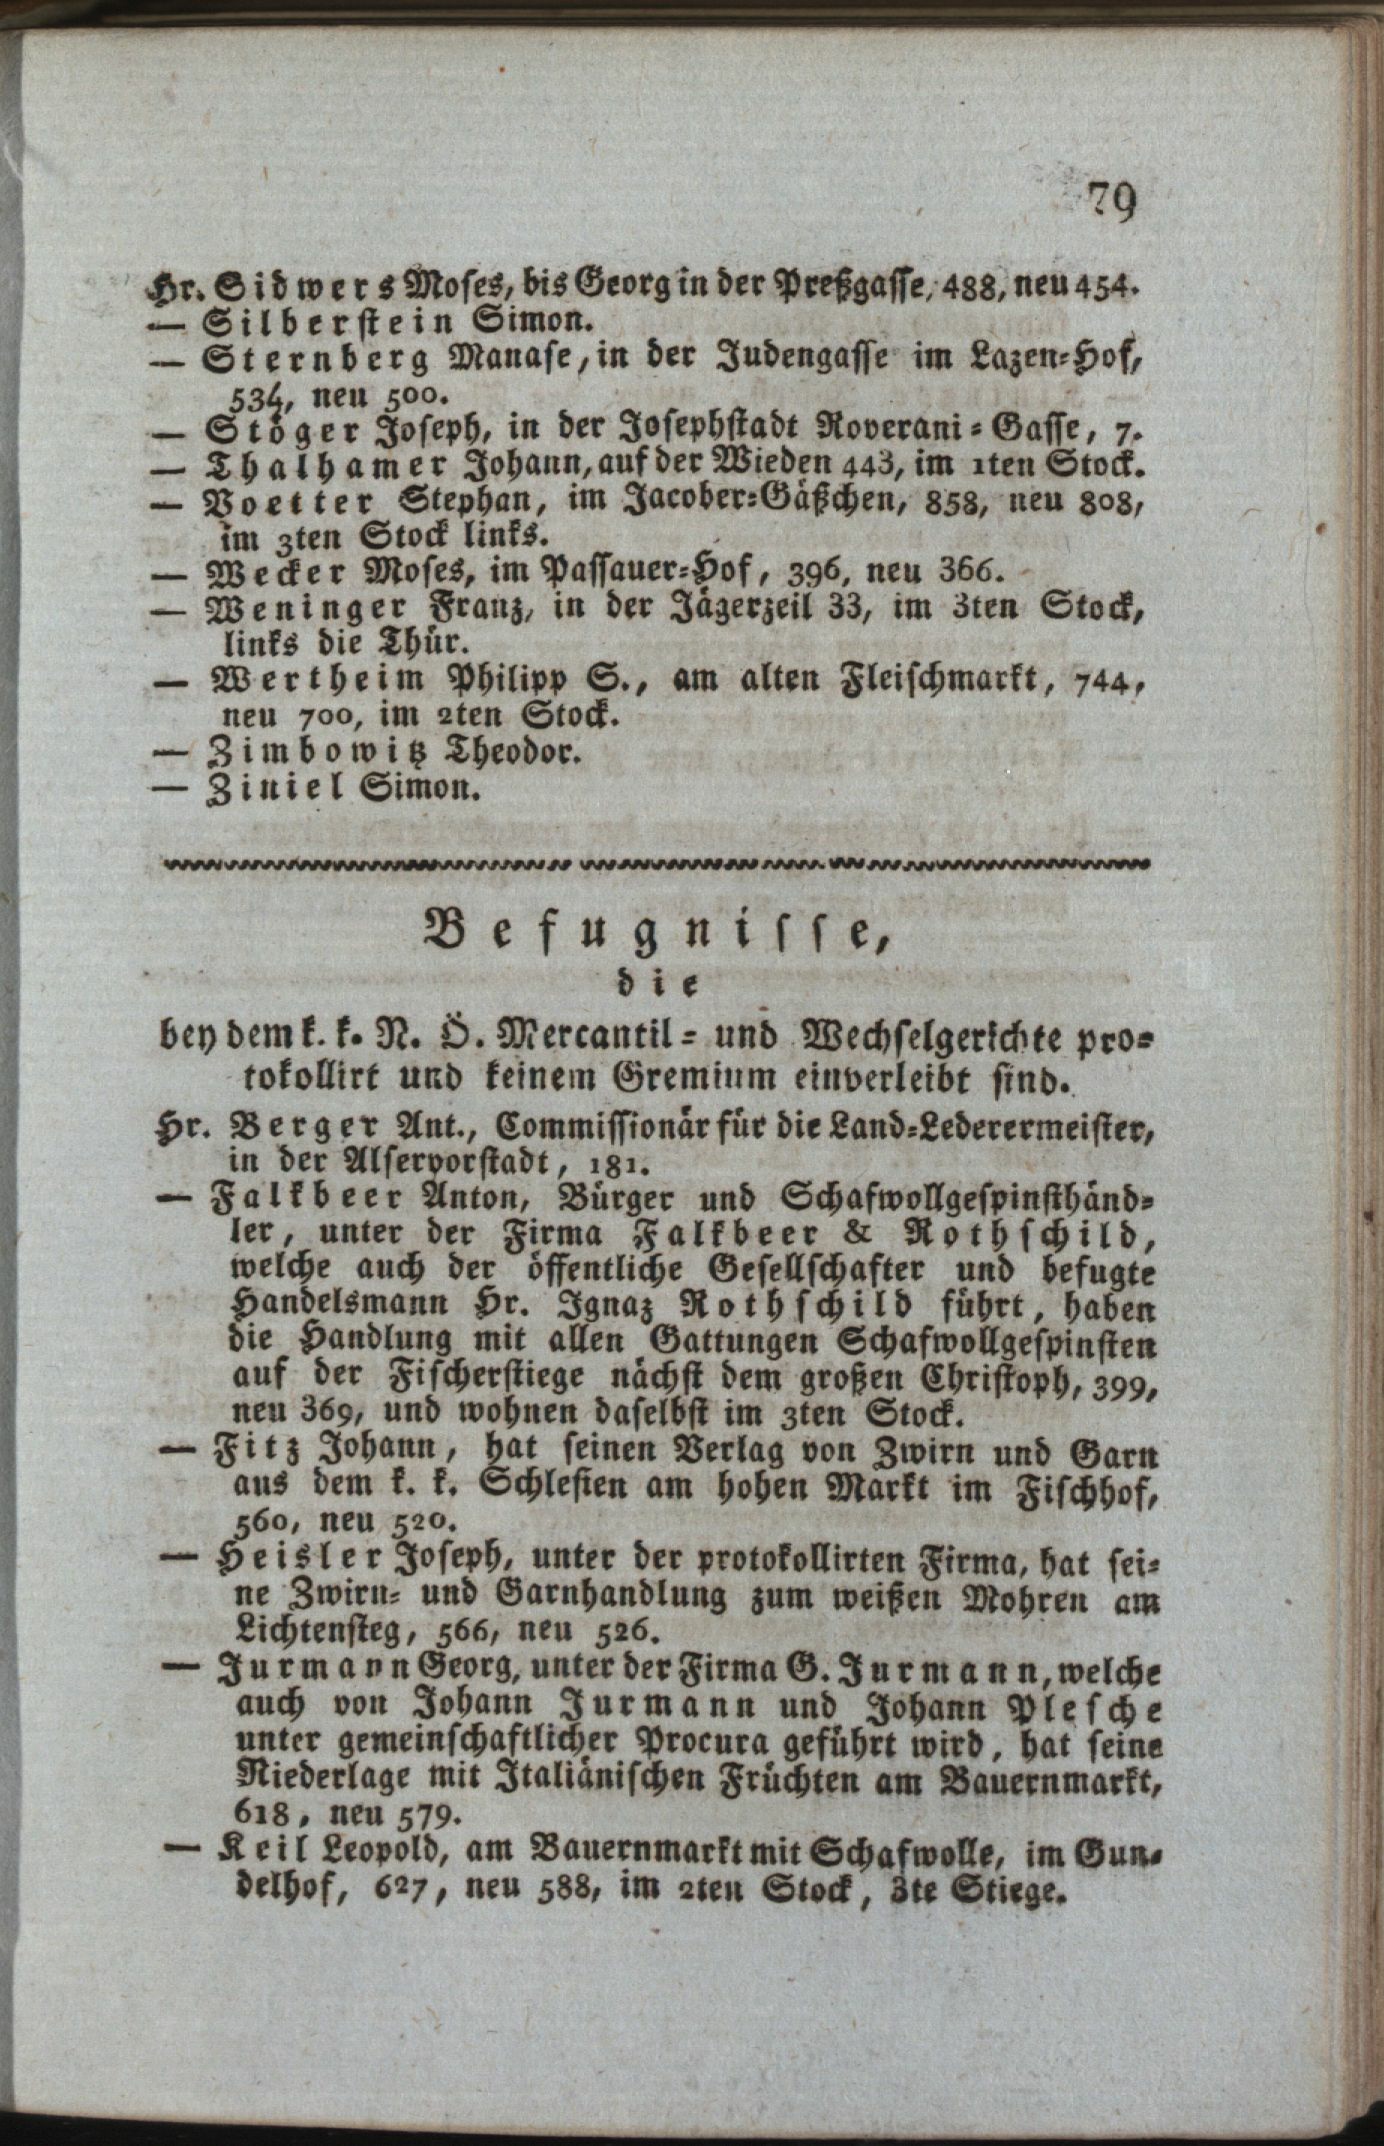 79
Hr. Sidwers Moses, bis Georg in der Preßgasse, 488, neu 454.
— Silberstein Simon.
— Sternberg Manase, in der Judengasse im Lazen-Hof,
534, neu 500.
— Stöger Joseph, in der Josephstadt Roverani-Gasse, 7.
— Thalhamer Johann, auf der Wieden 443, im 1ten Stock.
— Voetter Stephan, im Jacober-Gäßchen, 858, neu 808,
im 3ten Stock links.
— Wecker Moses, im Passauer-Hof, 396, neu 366.
— Weninger Franz, in der Jägerzeil 33, im 3ten Stock,
links die Thür.
— Wertheim Philipp S., am alten Fleischmarkt, 744,
neu 700, im 2ten Stock.
— Zimbowitz Theodor.
— Ziniel Simon.
Befugnisse,
die
bey dem k. k. N. Ö. Mercantil- und Wechselgerichte pro-
tokollirt und keinem Gremium einverleibt sind.
Hr. Berger Ant., Commissionär für die Land-Lederermeister,
in der Alservorstadt, 181.
— Falkbeer Anton, Bürger und Schafwollgespinsthänd-
ler, unter der Firma Falkbeer & Rothschild,
welche auch der öffentliche Gesellschafter und befugte
Handelsmann Hr. Ignaz Rothschild führt, haben
die Handlung mit allen Gattungen Schafwollgespinsten
auf der Fischerstiege nächst dem großen Christoph, 399,
neu 369, und wohnen daselbst im 3ten Stock.
— Fitz Johann, hat seinen Verlag von Zwirn und Garn
aus dem k. k. Schlesien am hohen Markt im Fischhof,
560, neu 520.
— Heisler Joseph, unter der protokollirten Firma, hat sei-
ne Zwirn- und Garnhandlung zum weißen Mohren am
Lichtensteg, 566, neu 526.
— Jurmann Georg, unter der Firma G. Jurmann, welche
auch von Johann Jurmann und Johann Plesche
unter gemeinschaftlicher Procura geführt wird, hat seine
Niederlage mit Italiänischen Früchten am Bauernmarkt,
618, neu 579.
— Keil Leopold, am Bauernmarkt mit Schafwolle, im Gun-
delhof, 627, neu 588, im 2ten Stock, 3te Stiege.